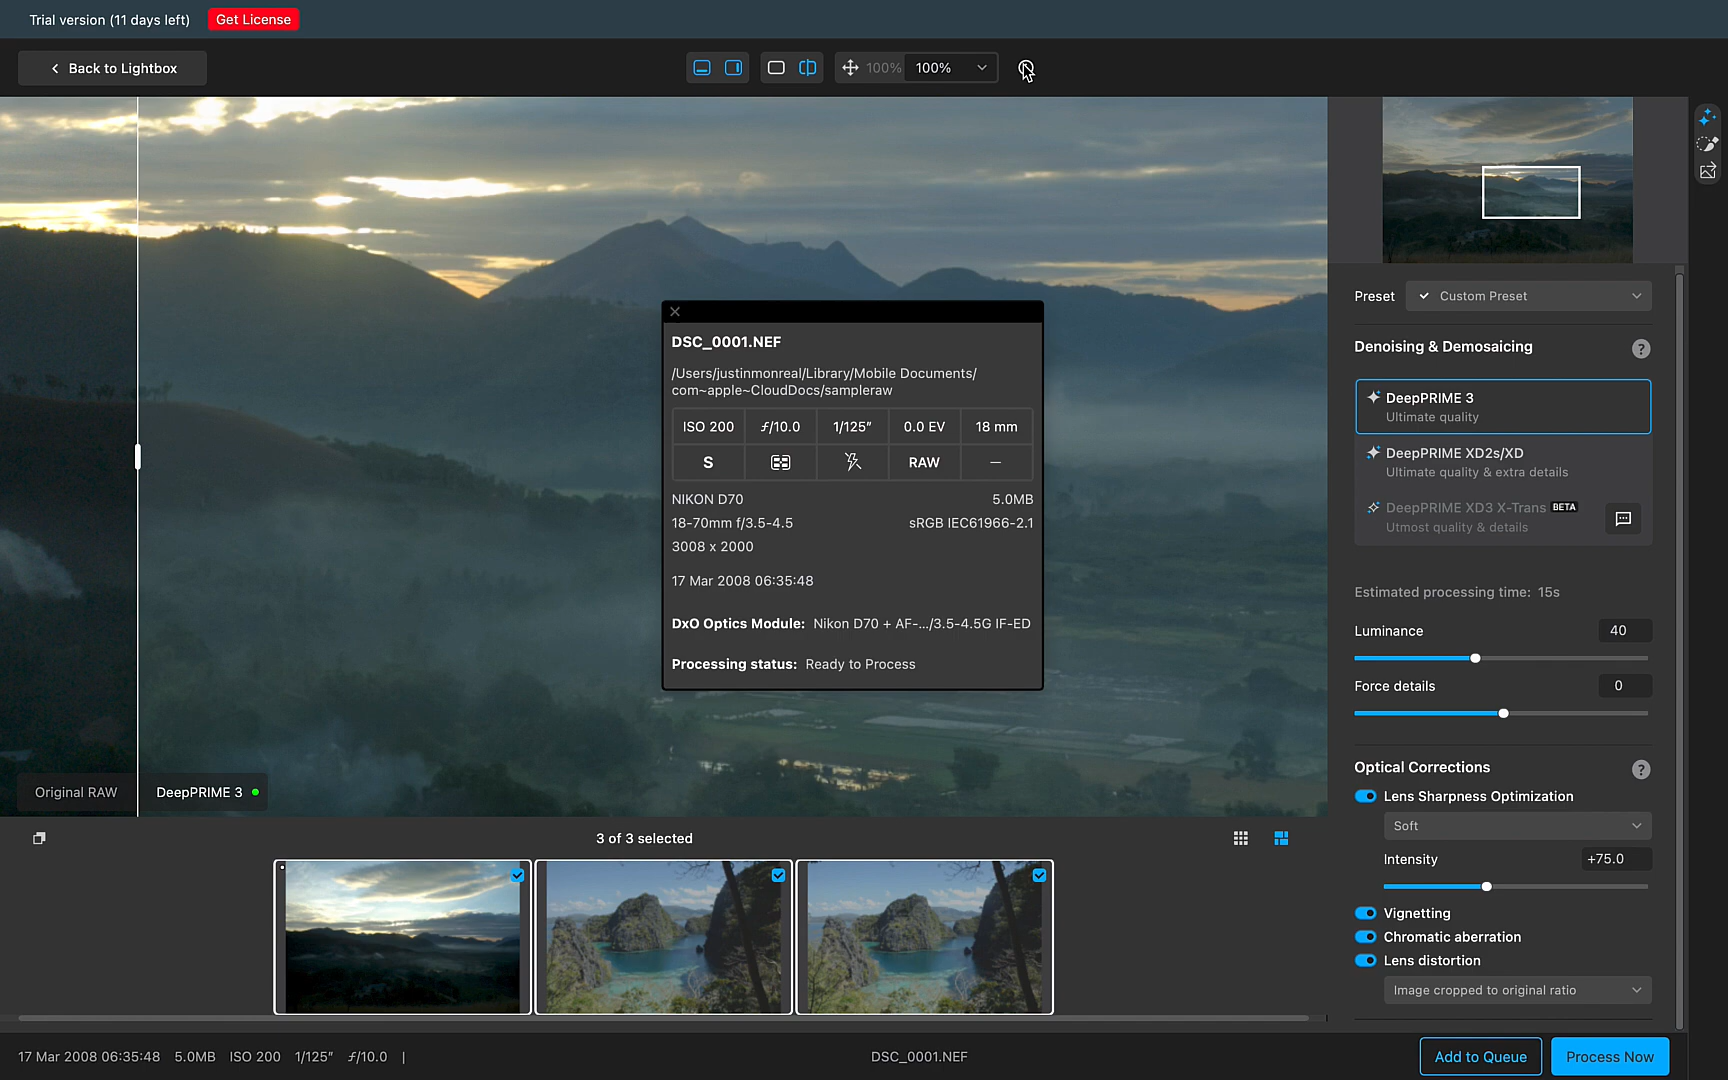 Trial version (11 days left)
Get License
Back to Lightbox
100%
100%
Preset
Custom Preset
Denoising & Demosaicing
?
DeepPRIME 3
Ultimate quality
DeepPRIME XD2s/XD
Ultimate quality & extra details
DeepPRIME XD3 X-Trans BETA
Utmost quality & details
Estimated processing time: 15s
Luminance 40
Force details 0
Optical Corrections
?
Lens Sharpness Optimization
Soft
Intensity +75.0
Vignetting
Chromatic aberration
Lens distortion
Image cropped to original ratio
DSC_0001.NEF
/Users/justinmonreal/Library/Mobile Documents/
com~apple~CloudDocs/sampleraw
ISO 200 ƒ/10.0 1/125" 0.0 EV 18 mm
S RAW –
NIKON D70 5.0MB
18-70mm f/3.5-4.5 sRGB IEC61966-2.1
3008 x 2000
17 Mar 2008 06:35:48
DxO Optics Module: Nikon D70 + AF-.../3.5-4.5G IF-ED
Processing status: Ready to Process
Original RAW
DeepPRIME 3
3 of 3 selected
17 Mar 2008 06:35:48 5.0MB ISO 200 1/125" ƒ/10.0 |
DSC_0001.NEF
Add to Queue
Process Now